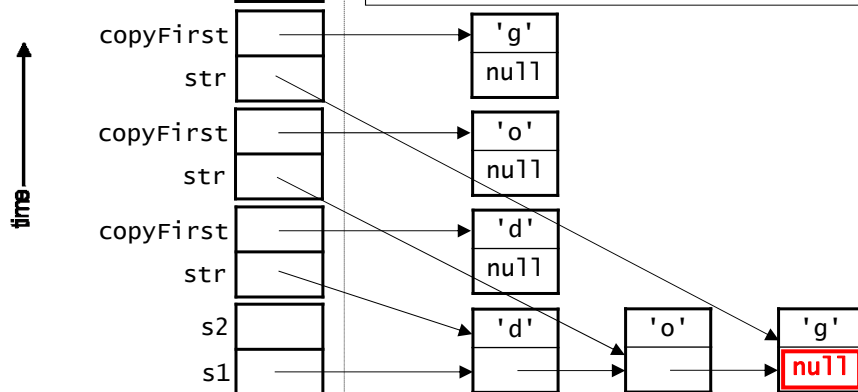 copyFirst 'g'
str null
copyFirst 'o'
str null
time
copyFirst 'd'
str null
s2 'd' 'o' 'g'
s1 null